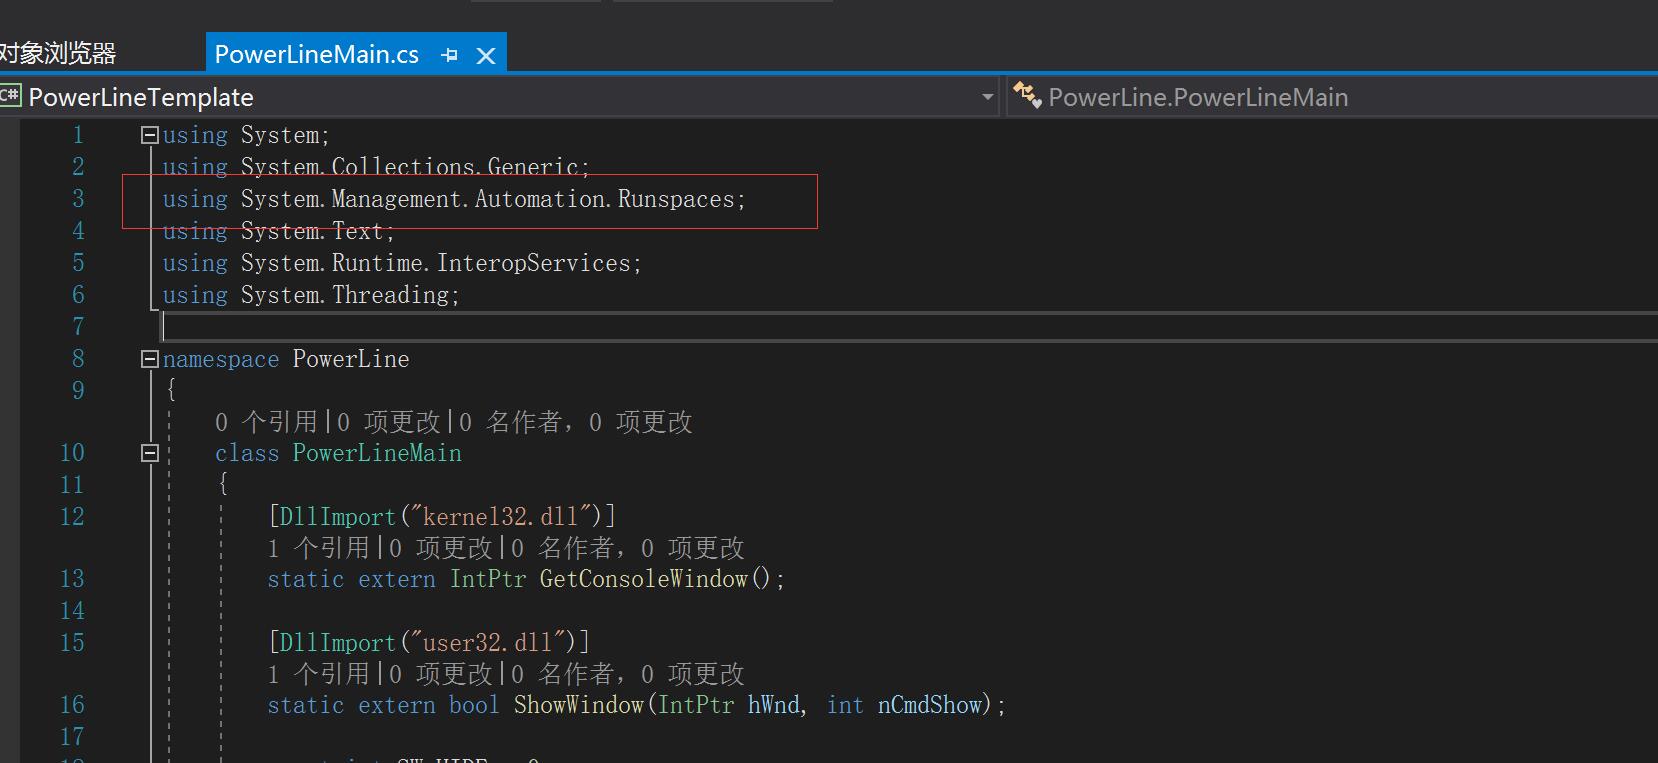 对象浏览器 PowerLineMain.cs
C# PowerLineTemplate PowerLine.PowerLineMain
1 using System;
2 using System.Collections.Generic;
3 using System.Management.Automation.Runspaces;
4 using System.Text;
5 using System.Runtime.InteropServices;
6 using System.Threading;
7
8 namespace PowerLine
9 {
0 个引用|0 项更改|0 名作者，0 项更改
10 class PowerLineMain
11 {
12 [DllImport("kernel32.dll")]
1 个引用|0 项更改|0 名作者，0 项更改
13 static extern IntPtr GetConsoleWindow();
14
15 [DllImport("user32.dll")]
1 个引用|0 项更改|0 名作者，0 项更改
16 static extern bool ShowWindow(IntPtr hWnd, int nCmdShow);
17